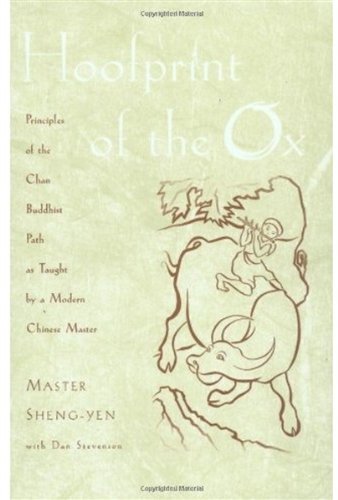 Hoofprint
of the Ox
Principles
of the
Chan
Buddhist
Path
as Taught
by a Modern
Chinese Master
MASTER
SHENG-YEN
with Dan Stevenson